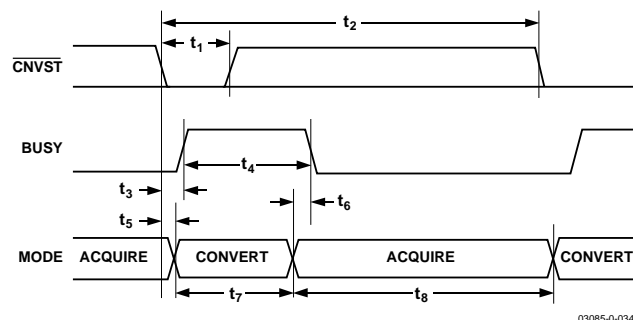 t2
t1
CNVST
BUSY
t4
t3
t6
t5
MODE ACQUIRE CONVERT ACQUIRE CONVERT
t7 t8
03085-0-034